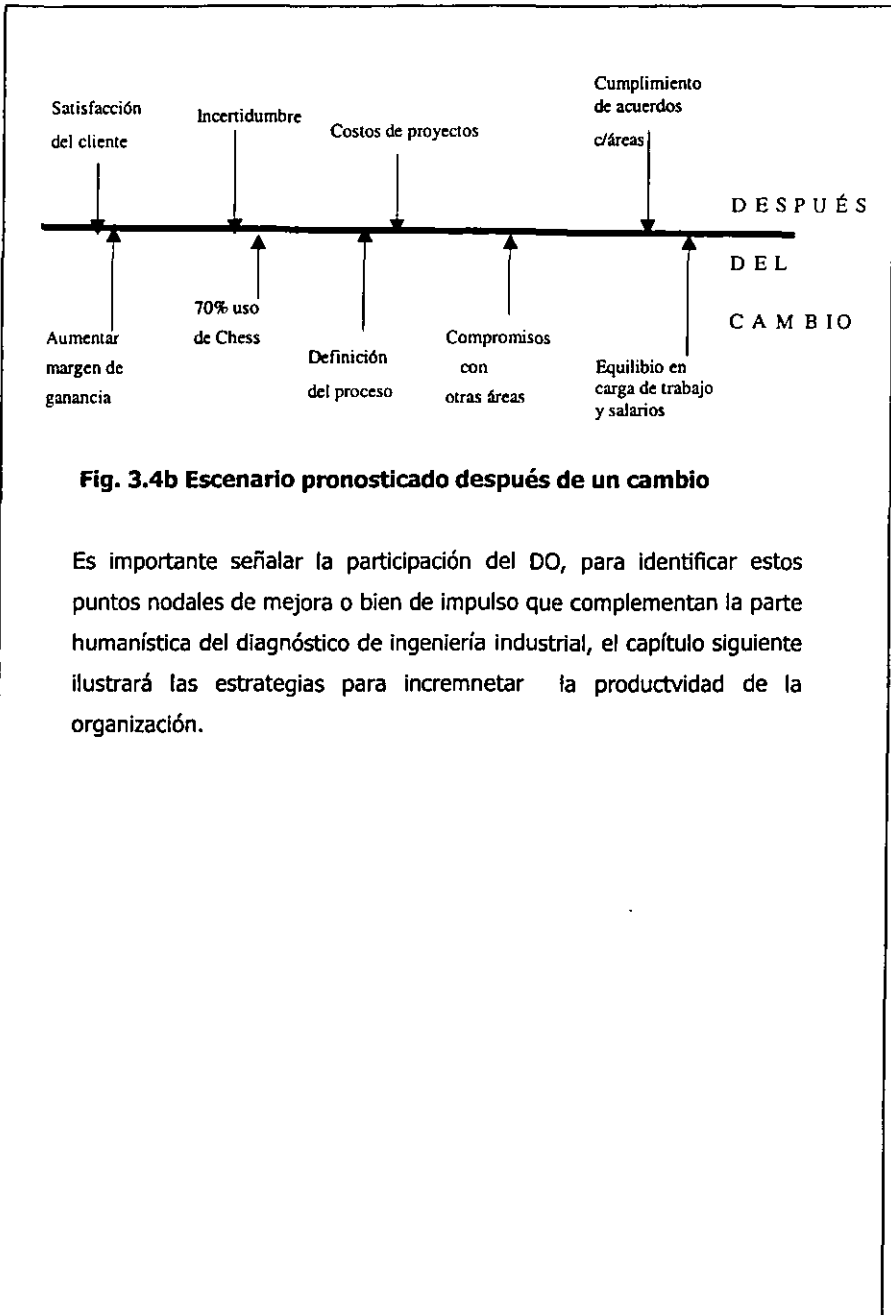 Cumplimiento
de acuerdos
c/áreas
Satisfacción
del cliente
Incertidumbre
Costos de proyectos
DESPUÉS
DEL
CAMBIO
Aumentar
margen de
ganancia
70% uso
de Chess
Definición
del proceso
Compromisos
con
otras áreas
Equilibio en
carga de trabajo
y salarios
Fig. 3.4b Escenario pronosticado después de un cambio
Es importante señalar la participación del DO, para identificar estos
puntos nodales de mejora o bien de impulso que complementan la parte
humanística del diagnóstico de ingeniería industrial, el capítulo siguiente
ilustrará las estrategias para incremnetar la productvidad de la
organización.